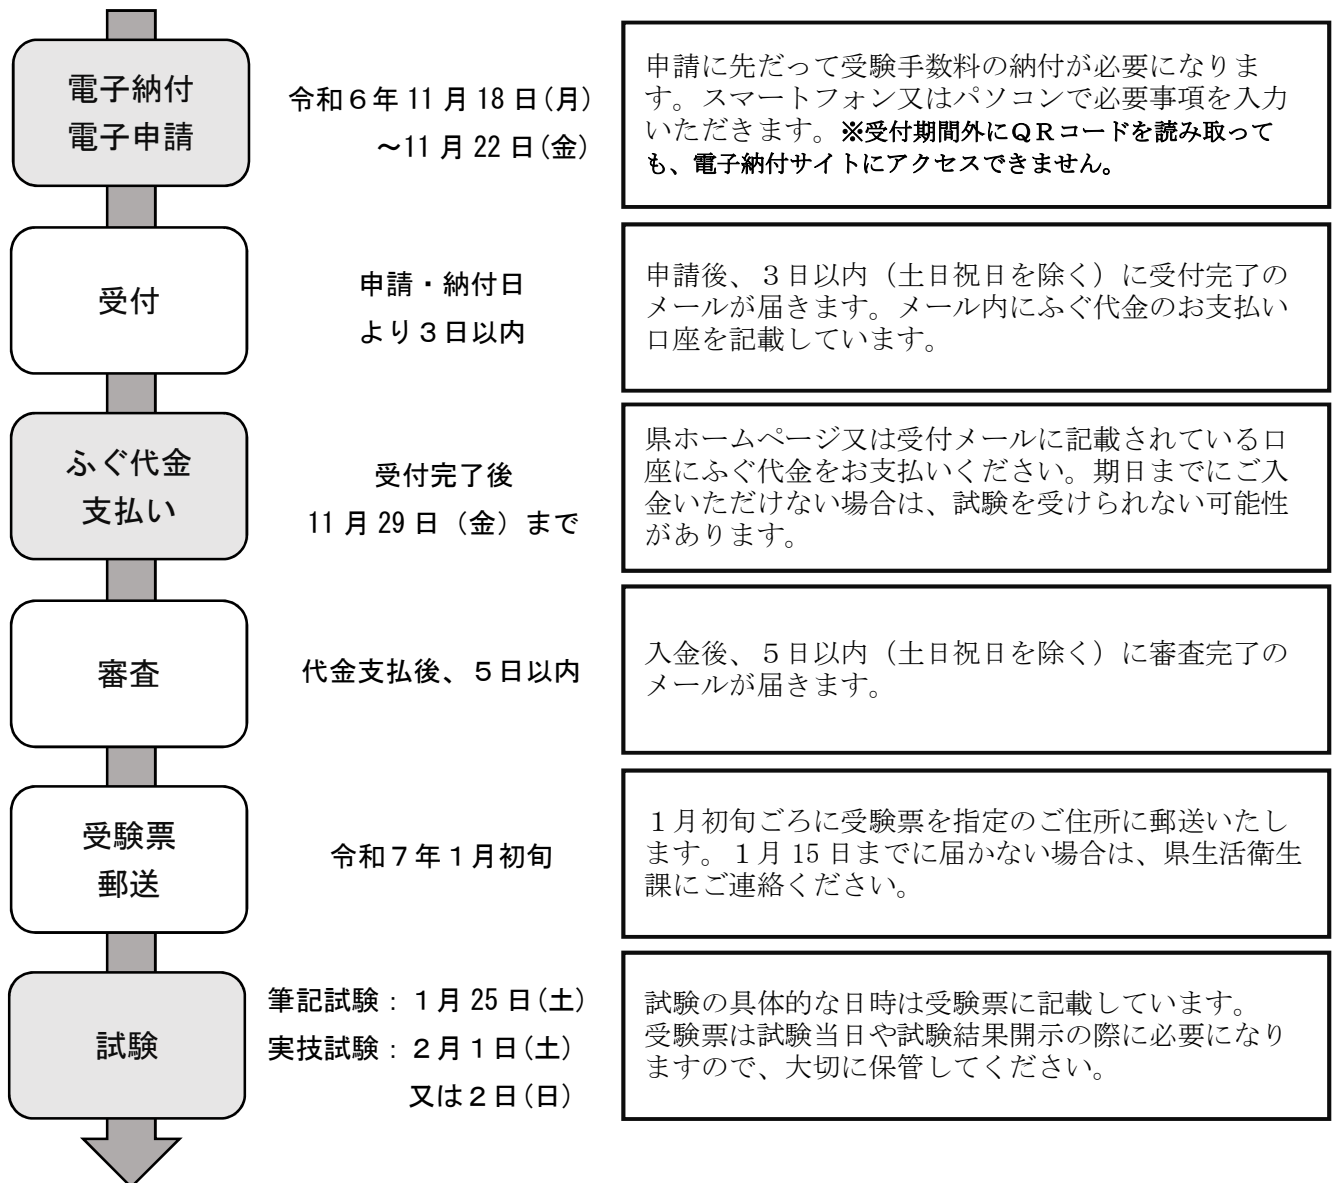 電子納付
電子申請
令和６年 11 月 18 日(月)
～11 月 22 日(金)
申請に先だって受験手数料の納付が必要になりま
す。スマートフォン又はパソコンで必要事項を入力
いただきます。※受付期間外にＱＲコードを読み取って
も、電子納付サイトにアクセスできません。
受付
申請・納付日
より３日以内
申請後、３日以内（土日祝日を除く）に受付完了の
メールが届きます。メール内にふぐ代金のお支払い
口座を記載しています。
ふぐ代金
支払い
受付完了後
11 月 29 日（金）まで
県ホームページ又は受付メールに記載されている口
座にふぐ代金をお支払いください。期日までにご入
金いただけない場合は、試験を受けられない可能性
があります。
審査
代金支払後、５日以内
入金後、５日以内（土日祝日を除く）に審査完了の
メールが届きます。
受験票
郵送
令和７年１月初旬
１月初旬ごろに受験票を指定のご住所に郵送いたし
ます。１月 15 日までに届かない場合は、県生活衛生
課にご連絡ください。
試験
筆記試験：１月 25 日(土)
実技試験：２月１日(土)
又は２日(日)
試験の具体的な日時は受験票に記載しています。
受験票は試験当日や試験結果開示の際に必要になり
ますので、大切に保管してください。